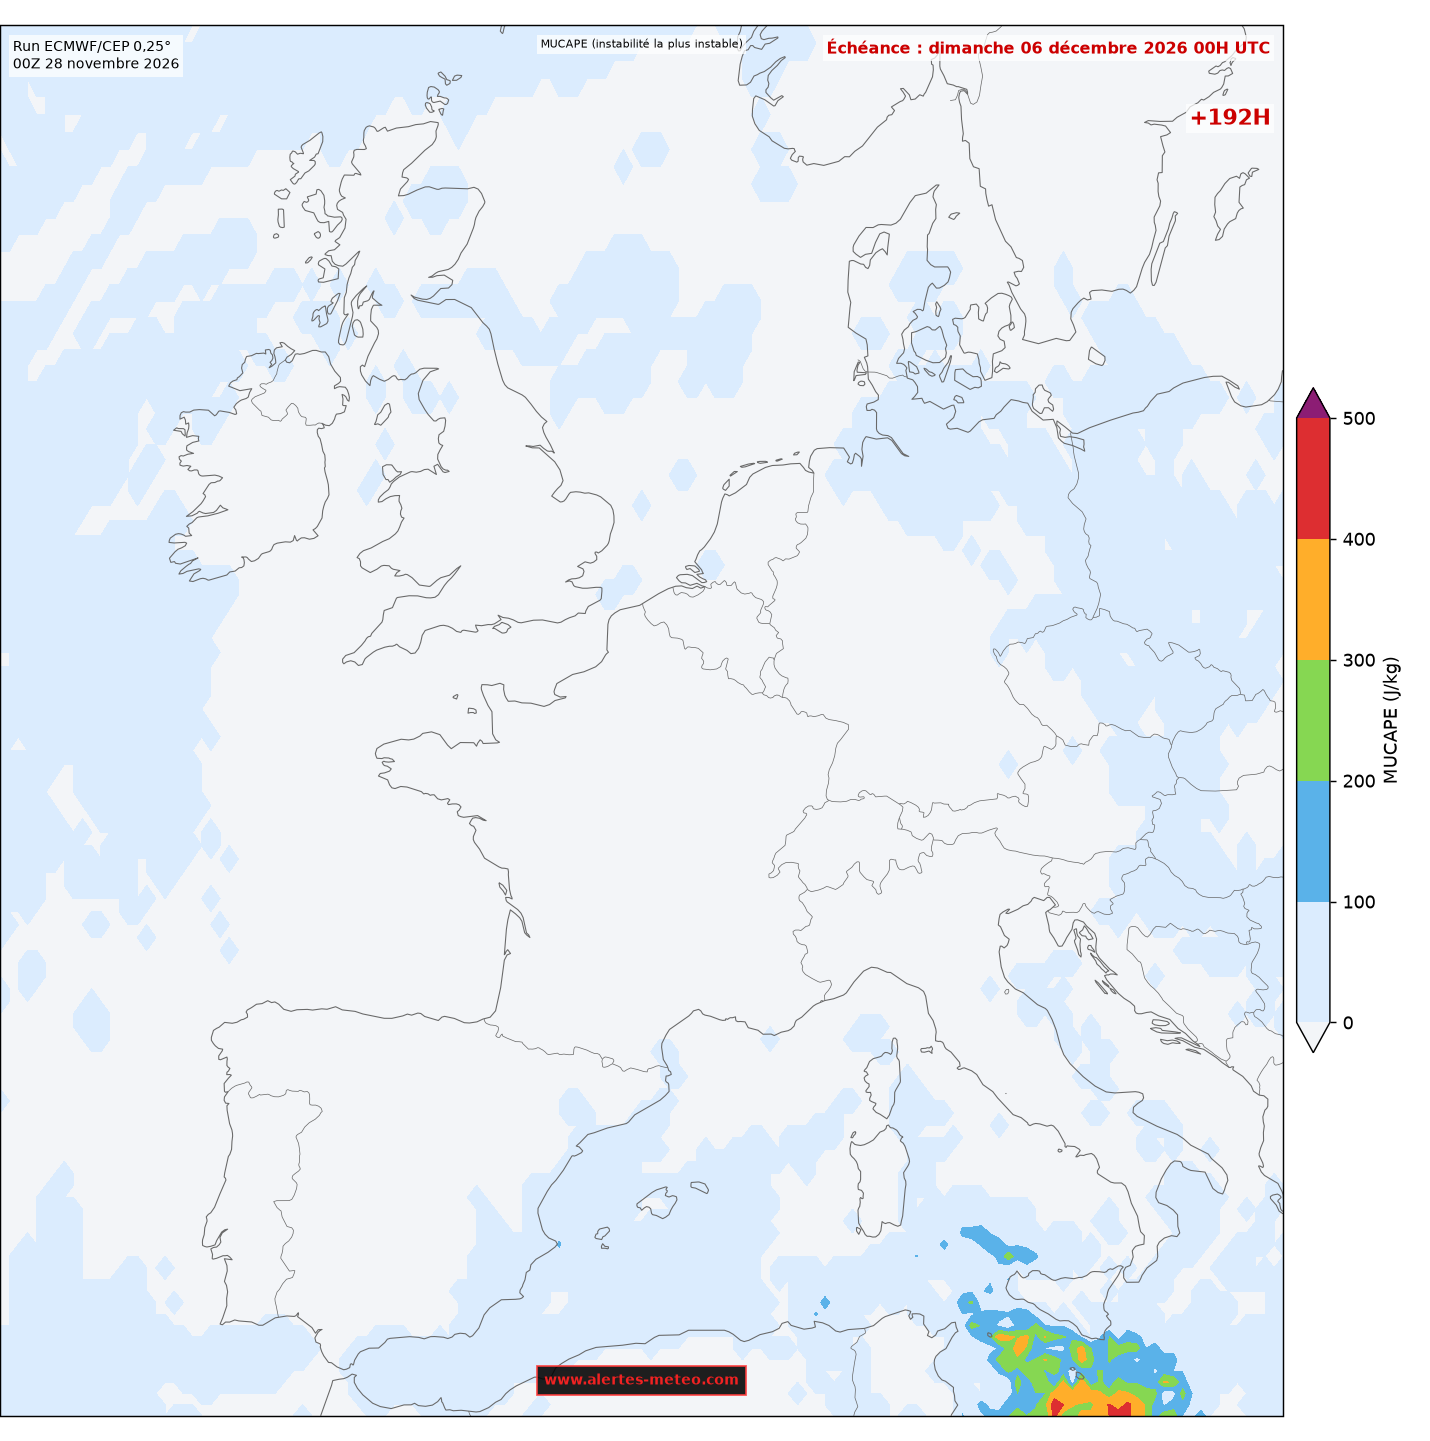 Run ECMWF/CEP 0,25°
00Z 28 novembre 2026
MUCAPE (instabilité la plus instable)
Échéance : dimanche 06 décembre 2026 00H UTC
+192H
500
400
300
200
100
0
MUCAPE (J/kg)
www.alertes-meteo.com